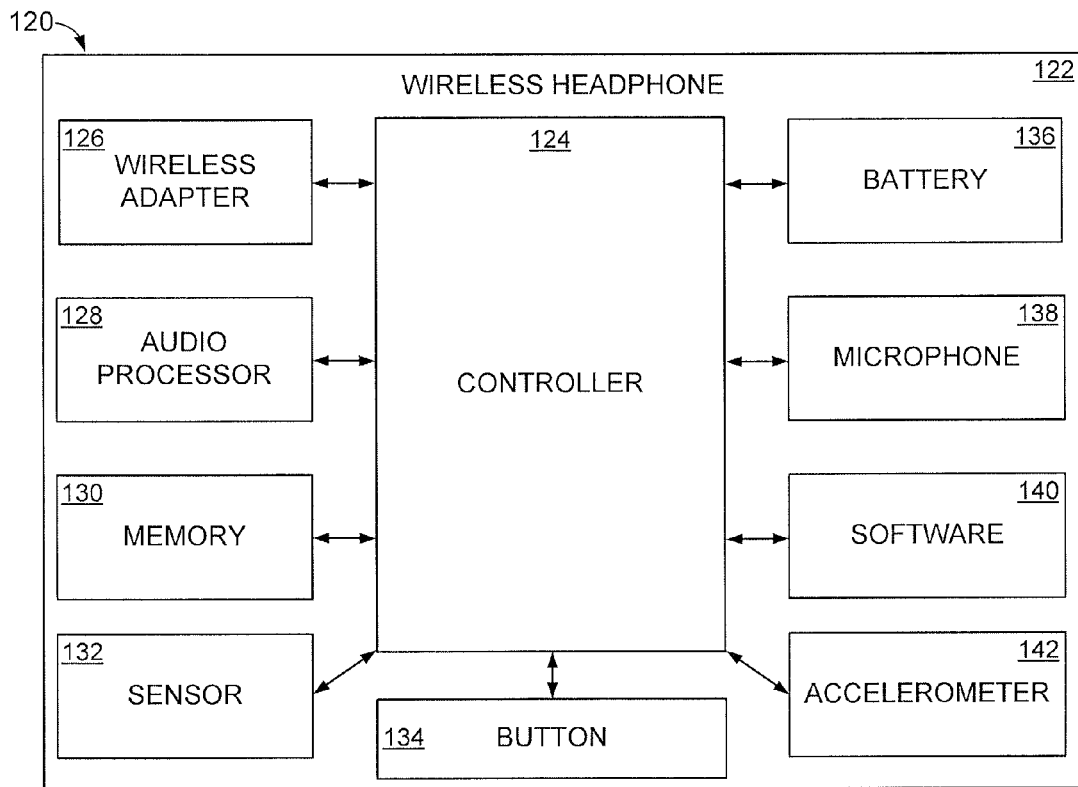 120
122
WIRELESS HEADPHONE
126
WIRELESS
ADAPTER
124
CONTROLLER
136
BATTERY
128
AUDIO
PROCESSOR
138
MICROPHONE
130
MEMORY
140
SOFTWARE
132
SENSOR
134
BUTTON
142
ACCELEROMETER